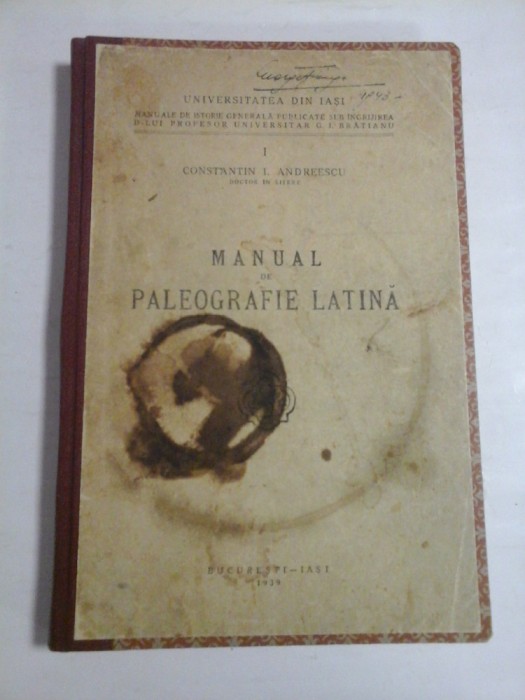 1943
UNIVERSITATEA DIN IAȘI
MANUALE DE ISTORIE GENERALĂ PUBLICATE SUB ÎNGRIJIREA
D-LUI PROFESOR UNIVERSITAR G. I. BRĂTIANU
I
CONSTANTIN I. ANDREESCU
DOCTOR ÎN LITERE
MANUAL
DE
PALEOGRAFIE LATINĂ
BUCUREȘTI—IAȘI
1939